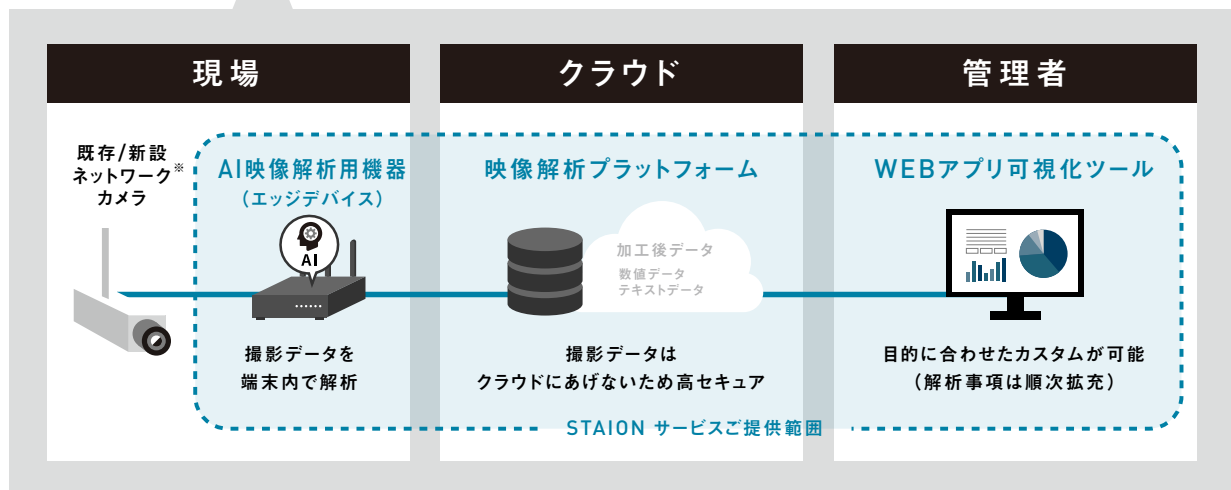 現場
既存/新設
ネットワーク※
カメラ
AI映像解析用機器
（エッジデバイス）
AI
撮影データを
端末内で解析
クラウド
映像解析プラットフォーム
加工後データ
数値データ
テキストデータ
撮影データは
クラウドにあげないため高セキュア
管理者
WEBアプリ可視化ツール
目的に合わせたカスタムが可能
（解析事項は順次拡充）
STAION サービスご提供範囲